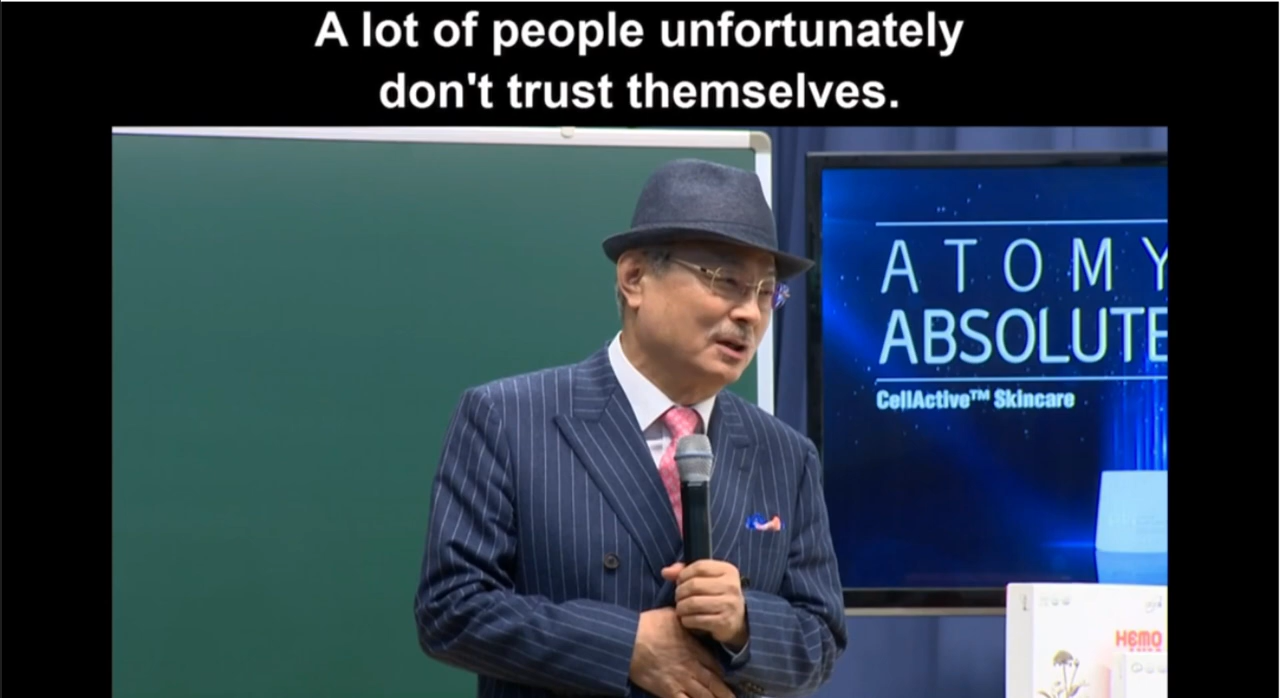 A lot of people unfortunately
don't trust themselves.
ATOMY
ABSOLUTE
CellActive™ Skincare
HEMO